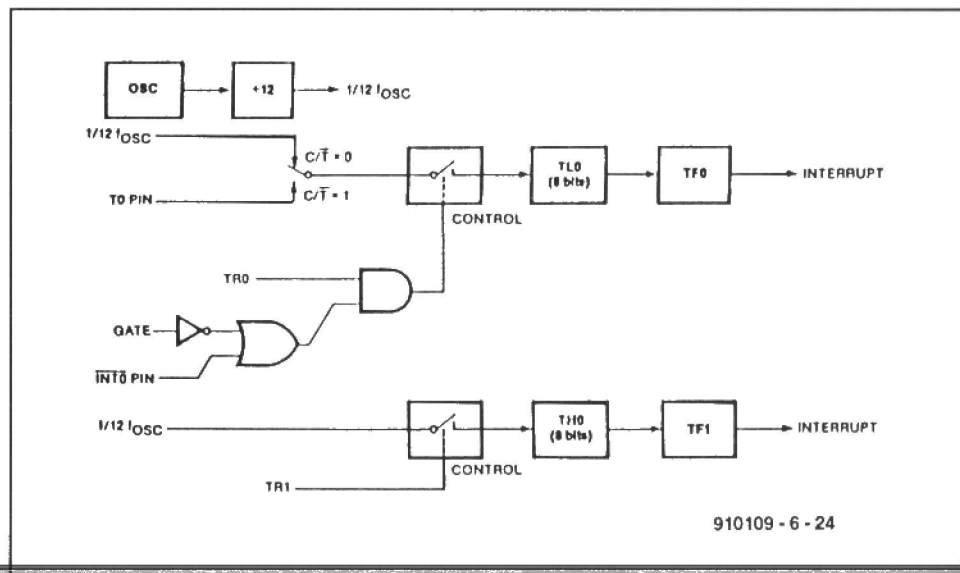 OSC
÷12
1/12 fOSC
1/12 fOSC
C/T̅ = 0
T0 PIN
C/T̅ = 1
CONTROL
TL0
(8 bits)
TF0
INTERRUPT
TR0
GATE
I̅N̅T̅0̅ PIN
1/12 fOSC
CONTROL
TH0
(8 bits)
TF1
INTERRUPT
TR1
910109 - 6 - 24